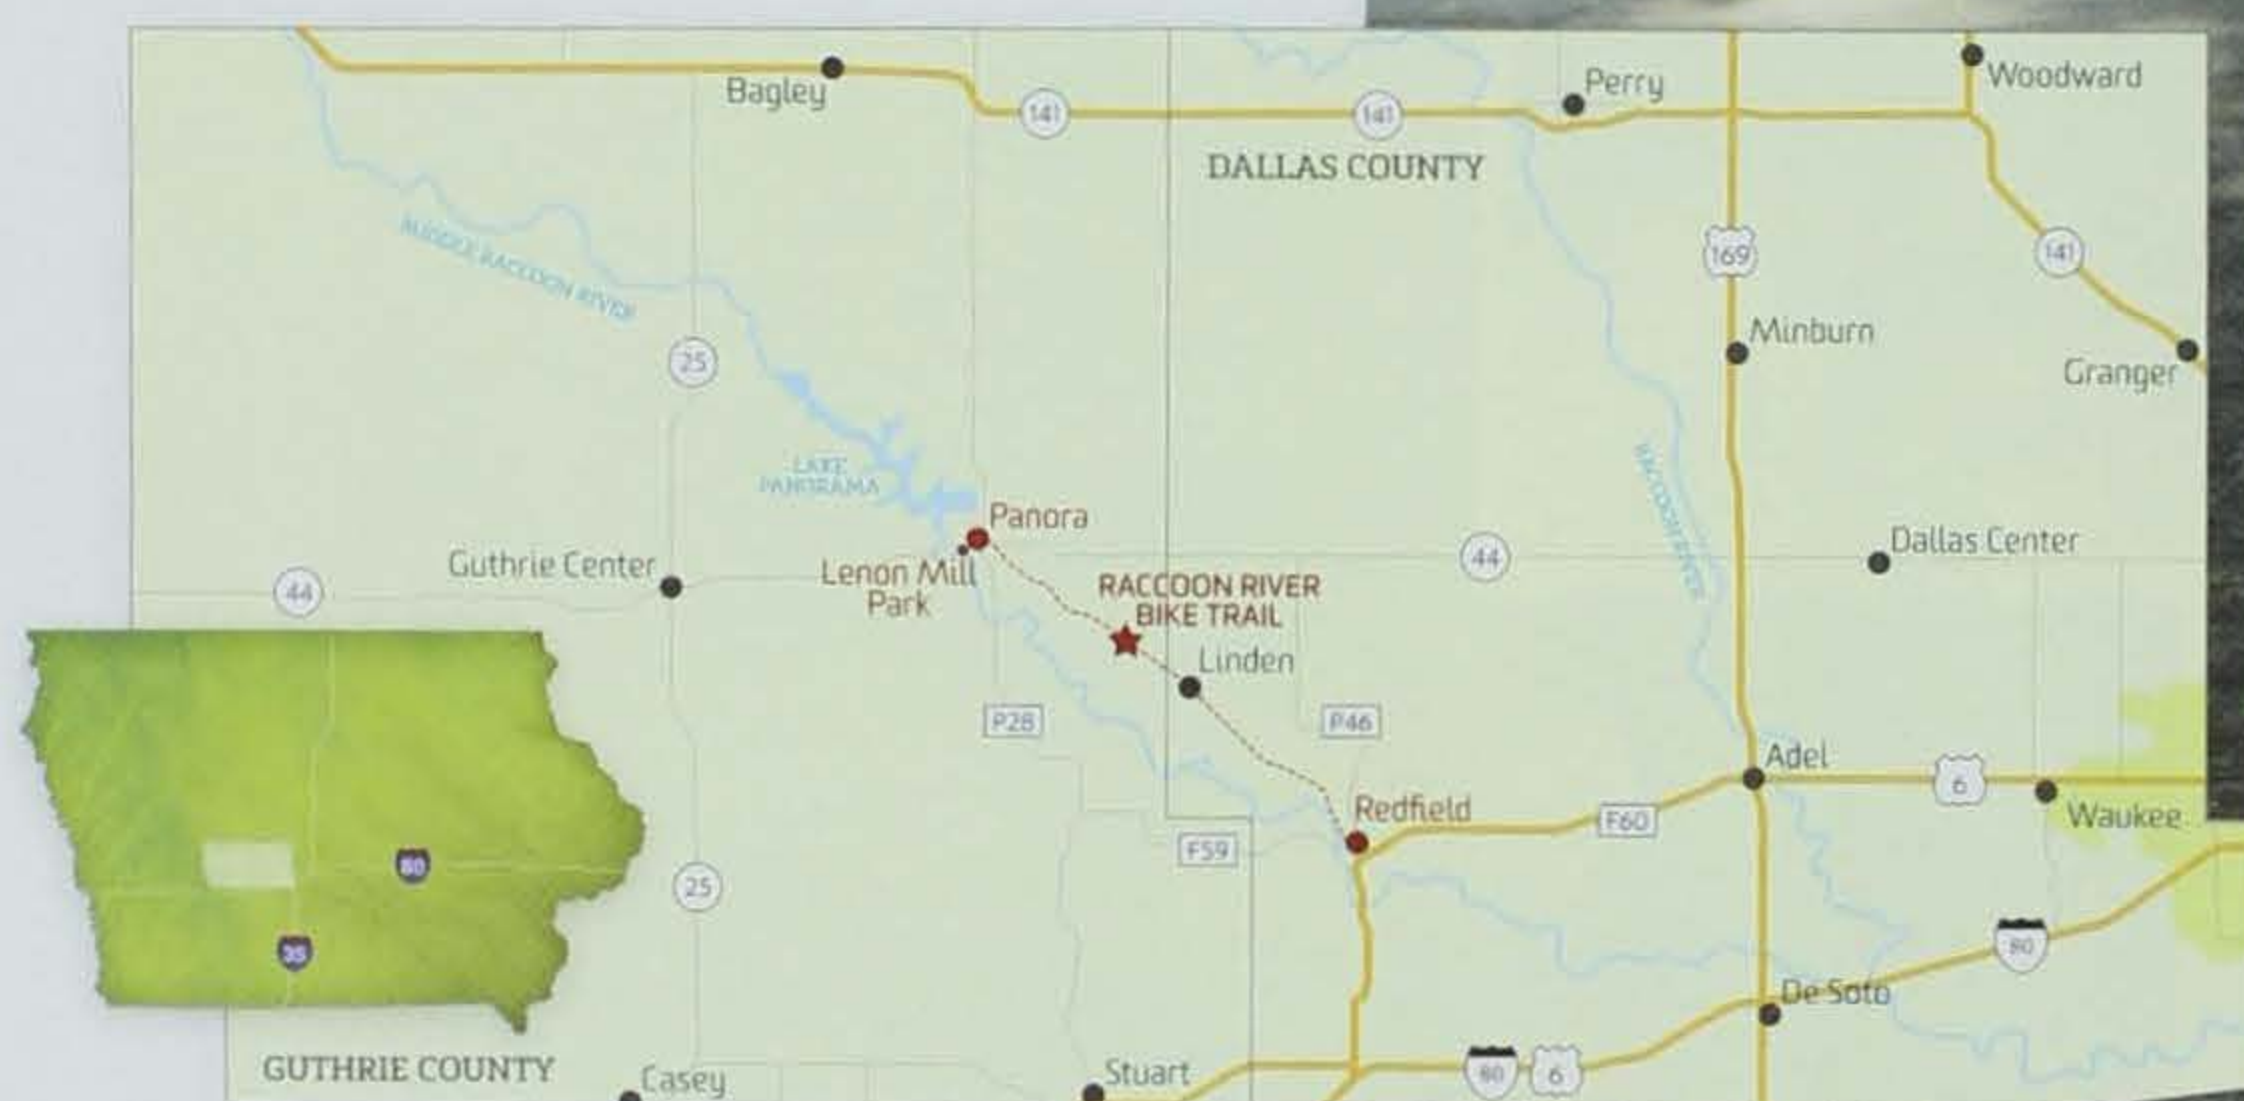 Woodward
Perry
Bagley
141
141
DALLAS COUNTY
MIDDLE RACCOON RIVER
169
141
Minburn
25
Granger
LAKE
PANORAMA
RACCOON RIVER
Panora
Dallas Center
Guthrie Center
44
Lenon Mill
Park
44
RACCOON RIVER
BIKE TRAIL
Linden
P28
P46
Adel
6
Redfield
F60
Waukee
F59
80
25
35
80
De Soto
GUTHRIE COUNTY
Casey
Stuart
80
6